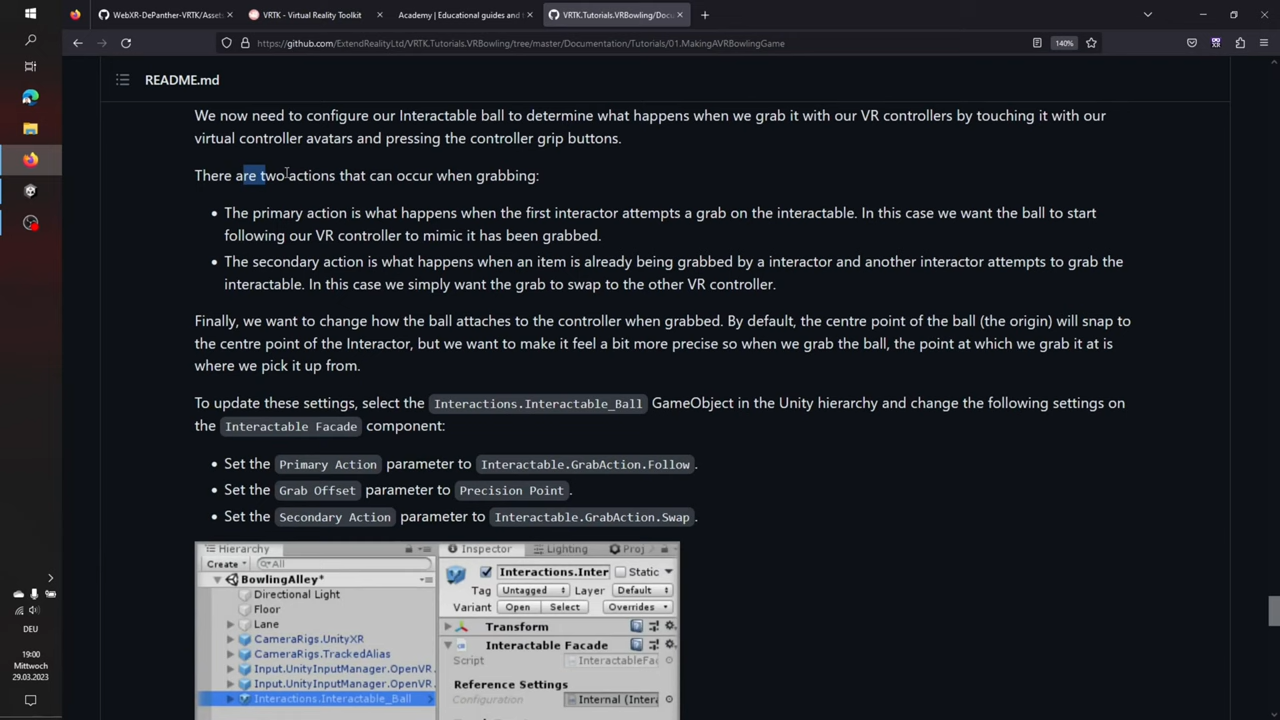 WebXR-DePanther-VRTK/Assets
VRTK - Virtual Reality Toolkit
Academy | Educational guides and t
VRTK.Tutorials.VRBowling/Docu
https://github.com/ExtendRealityLtd/VRTK.Tutorials.VRBowling/tree/master/Documentation/Tutorials/01.MakingAVRBowlingGame
140%
README.md
We now need to configure our Interactable ball to determine what happens when we grab it with our VR controllers by touching it with our
virtual controller avatars and pressing the controller grip buttons.
There are two actions that can occur when grabbing:
• The primary action is what happens when the first interactor attempts a grab on the interactable. In this case we want the ball to start
following our VR controller to mimic it has been grabbed.
• The secondary action is what happens when an item is already being grabbed by a interactor and another interactor attempts to grab the
interactable. In this case we simply want the grab to swap to the other VR controller.
Finally, we want to change how the ball attaches to the controller when grabbed. By default, the centre point of the ball (the origin) will snap to
the centre point of the Interactor, but we want to make it feel a bit more precise so when we grab the ball, the point at which we grab it at is
where we pick it up from.
To update these settings, select the Interactions.Interactable_Ball GameObject in the Unity hierarchy and change the following settings on
the Interactable Facade component:
• Set the Primary Action parameter to Interactable.GrabAction.Follow.
• Set the Grab Offset parameter to Precision Point.
• Set the Secondary Action parameter to Interactable.GrabAction.Swap.
Hierarchy
Create
All
BowlingAlley*
Directional Light
Floor
Lane
CameraRigs.UnityXR
CameraRigs.TrackedAlias
Input.UnityInputManager.OpenVR
Input.UnityInputManager.OpenVR
Interactions.Interactable_Ball
Inspector
Lighting
Proj
Interactions.Inter
Static
Tag Untagged Layer Default
Variant Open Select Overrides
Transform
Interactable Facade
Script InteractableFac
Reference Settings
Configuration Internal (Inter
DEU
19:00
Mittwoch
29.03.2023